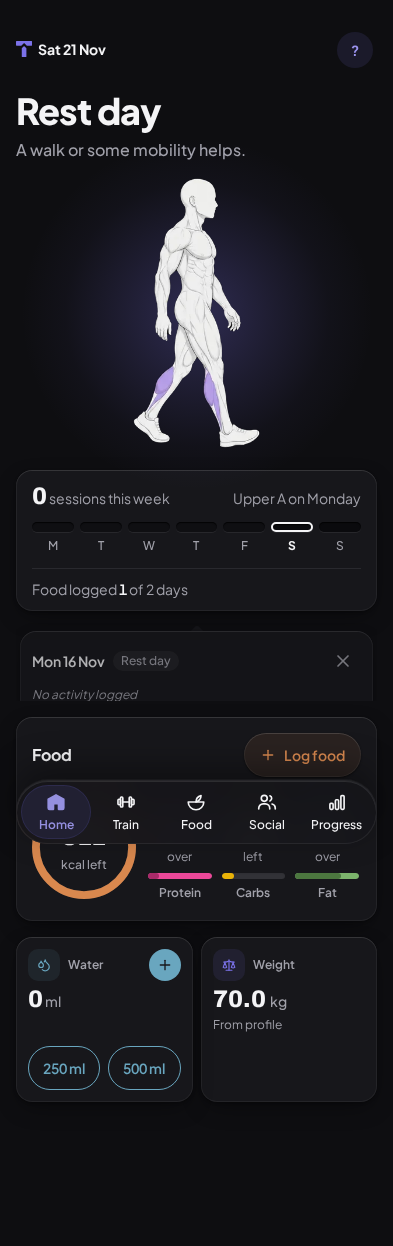 Sat 21 Nov
?
Rest day
A walk or some mobility helps.
0 sessions this week
Upper A on Monday
M T W T F S S
Food logged 1 of 2 days
Mon 16 Nov
Rest day
No activity logged
Food
+ Log food
Home Train Food Social Progress
kcal left
over left over
Protein Carbs Fat
Water
+
0 ml
250 ml 500 ml
Weight
70.0 kg
From profile